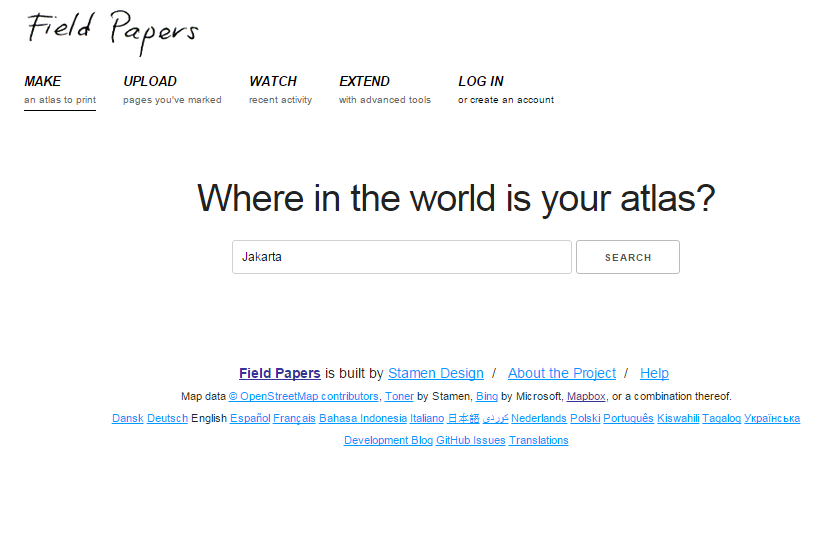 Field Papers
MAKE UPLOAD WATCH EXTEND LOG IN
an atlas to print pages you've marked recent activity with advanced tools or create an account
Where in the world is your atlas?
Jakarta SEARCH
Field Papers is built by Stamen Design / About the Project / Help
Map data © OpenStreetMap contributors, Toner by Stamen, Bing by Microsoft, Mapbox, or a combination thereof.
Dansk Deutsch English Español Français Bahasa Indonesia Italiano 日本語 كوردی Nederlands Polski Português Kiswahili Tagalog Українська
Development Blog GitHub Issues Translations